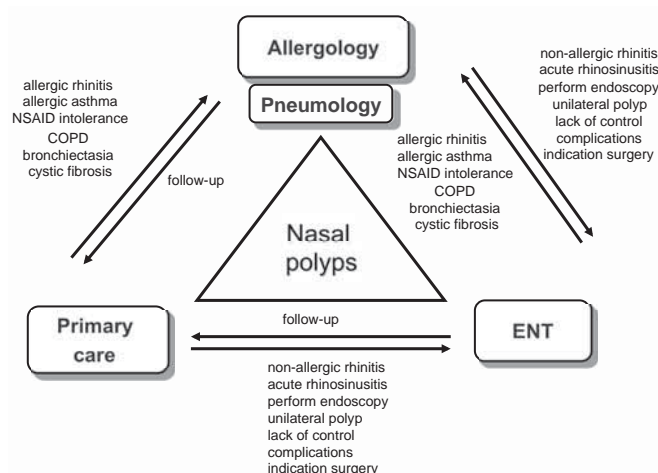 Allergology
Pneumology
allergic rhinitis
allergic asthma
NSAID intolerance
COPD
bronchiectasia
cystic fibrosis
follow-up
non-allergic rhinitis
acute rhinosinusitis
perform endoscopy
unilateral polyp
lack of control
complications
indication surgery
allergic rhinitis
allergic asthma
NSAID intolerance
COPD
bronchiectasia
cystic fibrosis
Nasal
polyps
Primary
care
follow-up
ENT
non-allergic rhinitis
acute rhinosinusitis
perform endoscopy
unilateral polyp
lack of control
complications
indication surgery